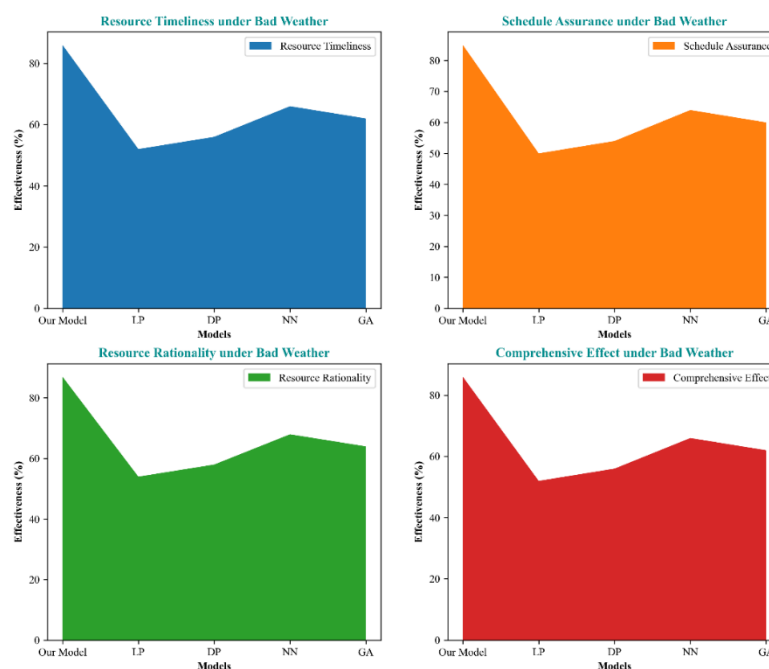 Resource Timeliness under Bad Weather
Resource Timeliness
Effectiveness (%)
80
60
40
20
0
Our Model LP DP NN GA
Models
Schedule Assurance under Bad Weather
Schedule Assurance
Effectiveness (%)
80
70
60
50
40
30
20
10
0
Our Model LP DP NN GA
Models
Resource Rationality under Bad Weather
Resource Rationality
Effectiveness (%)
80
60
40
20
0
Our Model LP DP NN GA
Models
Comprehensive Effect under Bad Weather
Comprehensive Effect
Effectiveness (%)
80
60
40
20
0
Our Model LP DP NN GA
Models